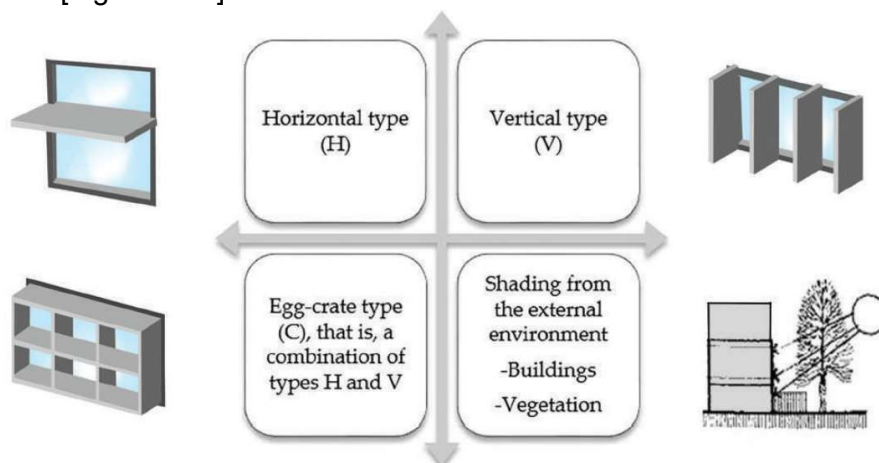 Horizontal type
(H)
Vertical type
(V)
Egg-crate type
(C), that is, a
combination of
types H and V
Shading from
the external
environment
-Buildings
-Vegetation